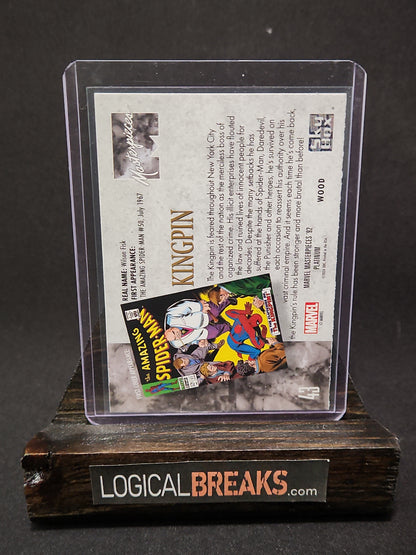 Masterpieces
REAL NAME: Wilson Fisk
FIRST APPEARANCE:
THE AMAZING SPIDER-MAN #50, July 1967
KINGPIN
The Kingpin is feared throughout New York City
and the rest of the nation, as the merciless boss of
organized crime. His illicit enterprises have flouted
the law and ruined lives of innocent people for
decades. Despite the many setbacks he has
suffered at the hands of Spider-Man, Daredevil,
the Punisher and other heroes, he's survived on
each occasion to reassert his authority over his
vast criminal empire. And it seems each time he's come back,
the Kingpin's rule has been stronger and more brutal than before!
the AMAZING
SPIDER-MAN
SKYBOX
WOOD
MARVEL MASTERPIECES '92
PLATINUM
MARVEL
43
LOGICALBREAKS.com